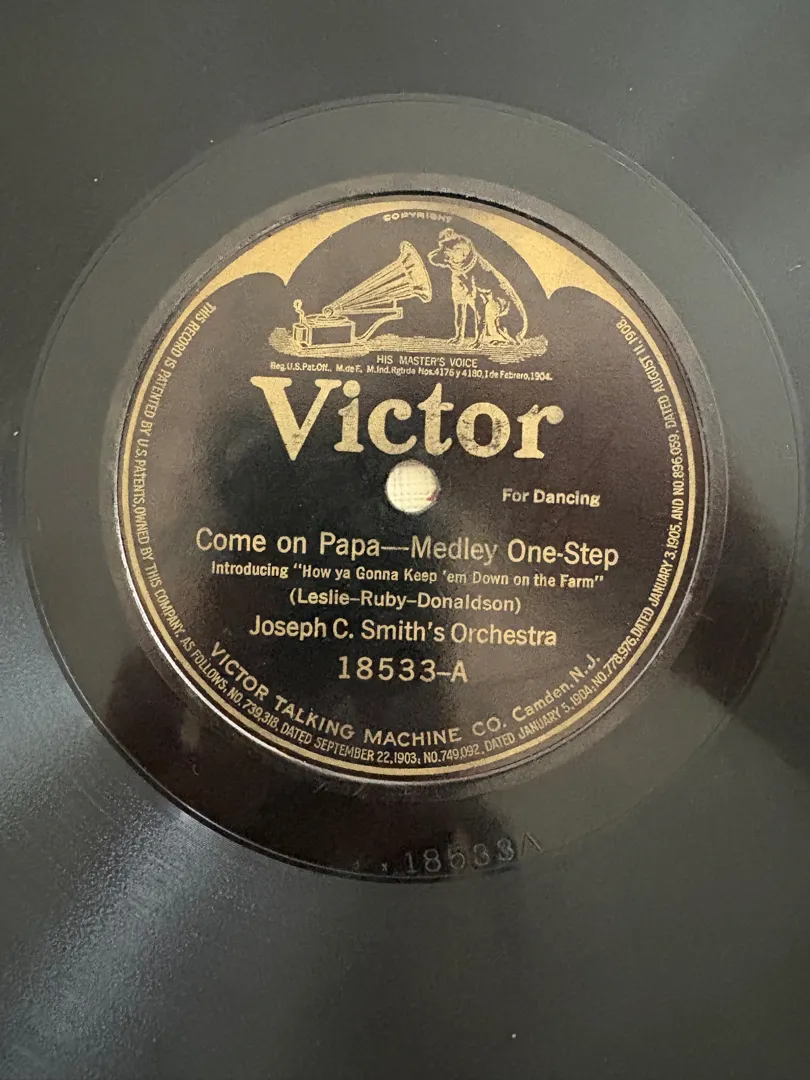 COPYRIGHT
HIS MASTER'S VOICE
Reg.U.S.Pat.Off., M.de F. M.Ind.Rgtrda Nos.4176 y 4180,1 de Febrero,1904.
Victor
For Dancing
Come on Papa—Medley One-Step
Introducing "How ya Gonna Keep 'em Down on the Farm"
(Leslie–Ruby–Donaldson)
Joseph C. Smith's Orchestra
18533-A
VICTOR TALKING MACHINE CO. Camden, N.J.
THIS RECORD IS PATENTED BY U.S. PATENTS, OWNED BY THIS COMPANY, AS FOLLOWS, NO. 739,318, DATED SEPTEMBER 22,1903; NO.749,092, DATED JANUARY 5,1904; NO.778,976, DATED JANUARY 3,1905, AND NO.896,059, DATED AUGUST 11, 1908.
18533A